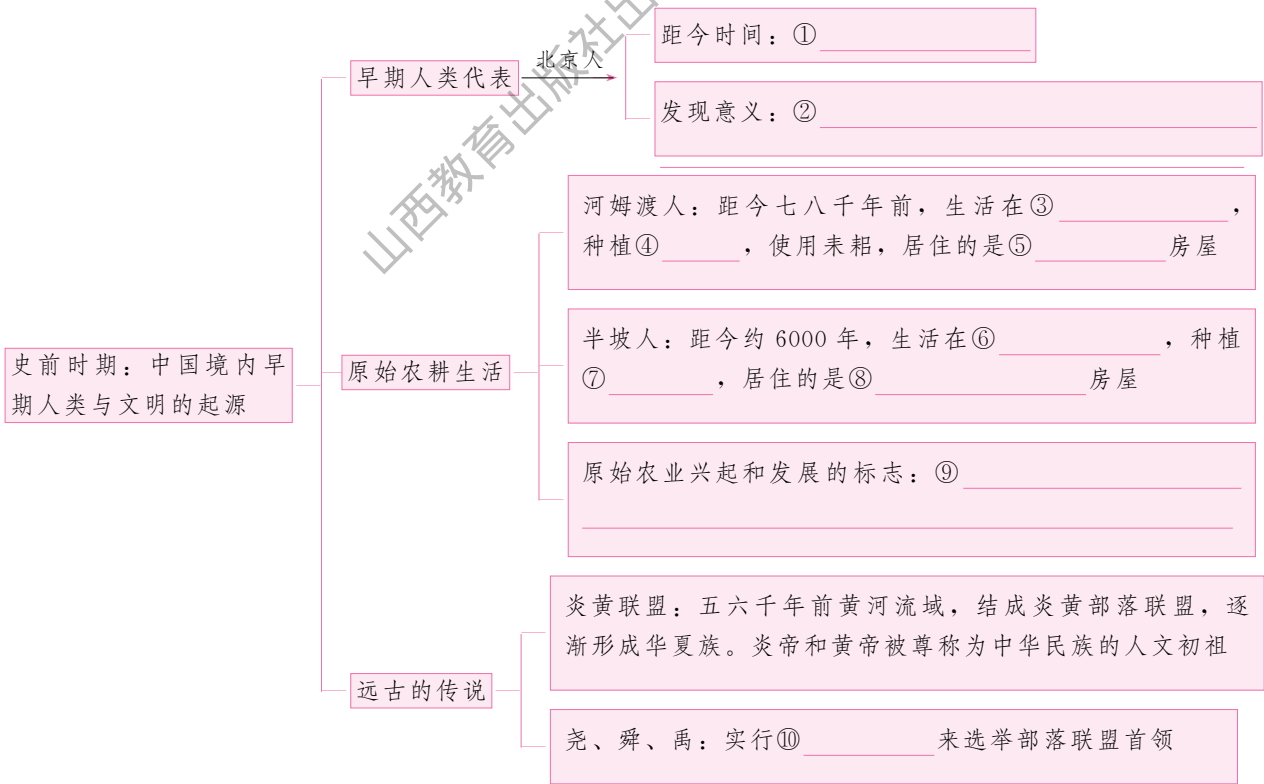 史前时期：中国境内早
期人类与文明的起源
早期人类代表
北京人
距今时间：①
发现意义：②
原始农耕生活
河姆渡人：距今七八千年前，生活在③，
种植④，使用耒耜，居住的是⑤房屋
半坡人：距今约 6000 年，生活在⑥，种植
⑦，居住的是⑧房屋
原始农业兴起和发展的标志：⑨
远古的传说
炎黄联盟：五六千年前黄河流域，结成炎黄部落联盟，逐
渐形成华夏族。炎帝和黄帝被尊称为中华民族的人文初祖
尧、舜、禹：实行⑩来选举部落联盟首领
山西教育出版社出